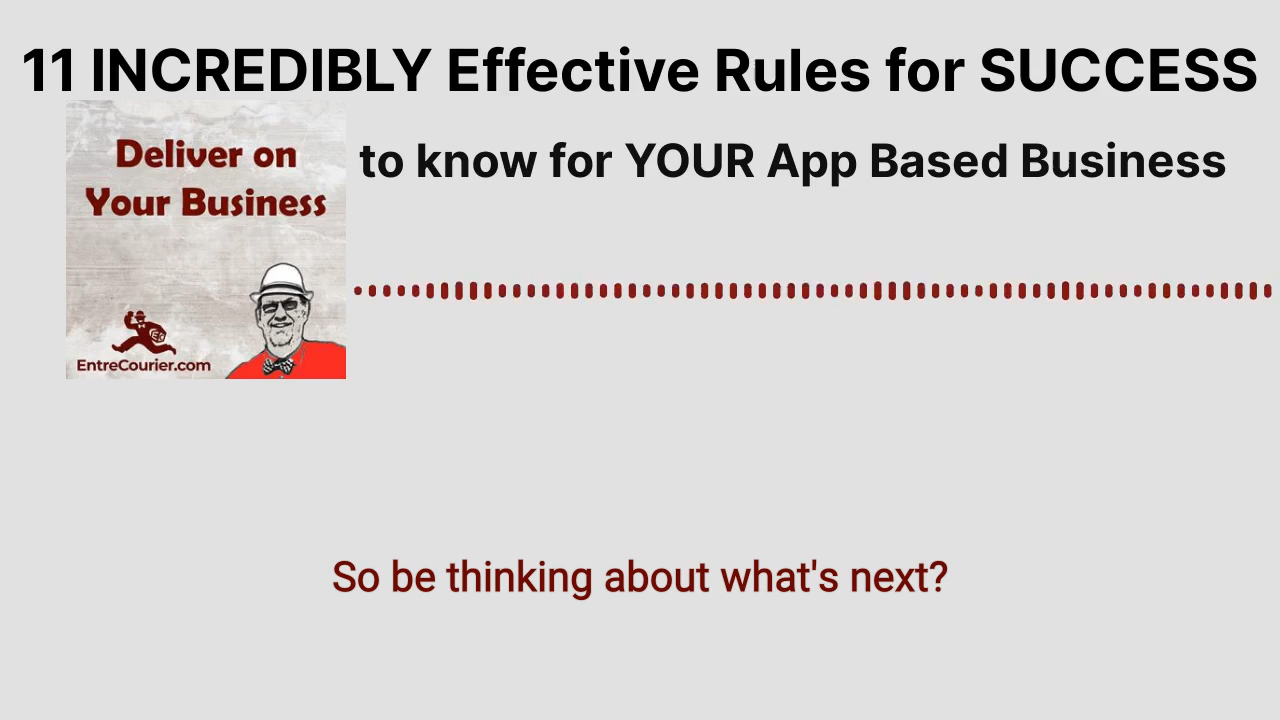 11 INCREDIBLY Effective Rules for SUCCESS
to know for YOUR App Based Business
Deliver on
Your Business
EntreCourier.com
So be thinking about what's next?